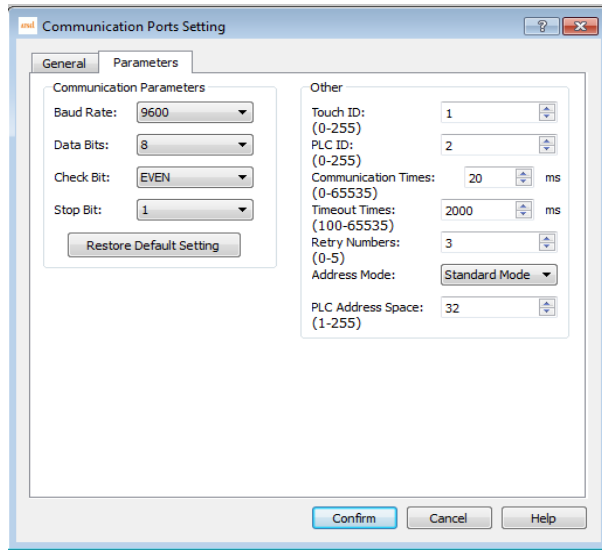 Communication Ports Setting
General
Parameters
Communication Parameters
Baud Rate: 9600
Data Bits: 8
Check Bit: EVEN
Stop Bit: 1
Restore Default Setting
Other
Touch ID: 1
(0-255)
PLC ID: 2
(0-255)
Communication Times: 20 ms
(0-65535)
Timeout Times: 2000 ms
(100-65535)
Retry Numbers: 3
(0-5)
Address Mode: Standard Mode
PLC Address Space: 32
(1-255)
Confirm
Cancel
Help